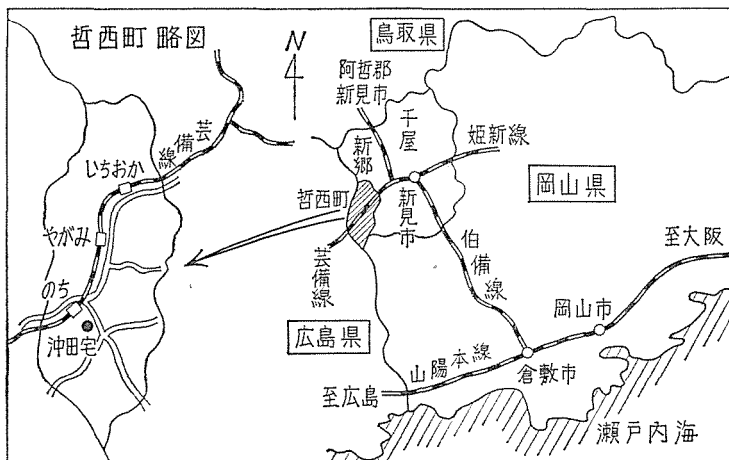 哲西町 略図
芸備線
いちおか
やがみ
のち
沖田宅
N
鳥取県
阿哲郡
新見市
千屋
新郷
姫新線
哲西町
新見市
岡山県
芸備線
伯備線
至大阪
広島県
岡山市
山陽本線
倉敷市
至広島
瀬戸内海